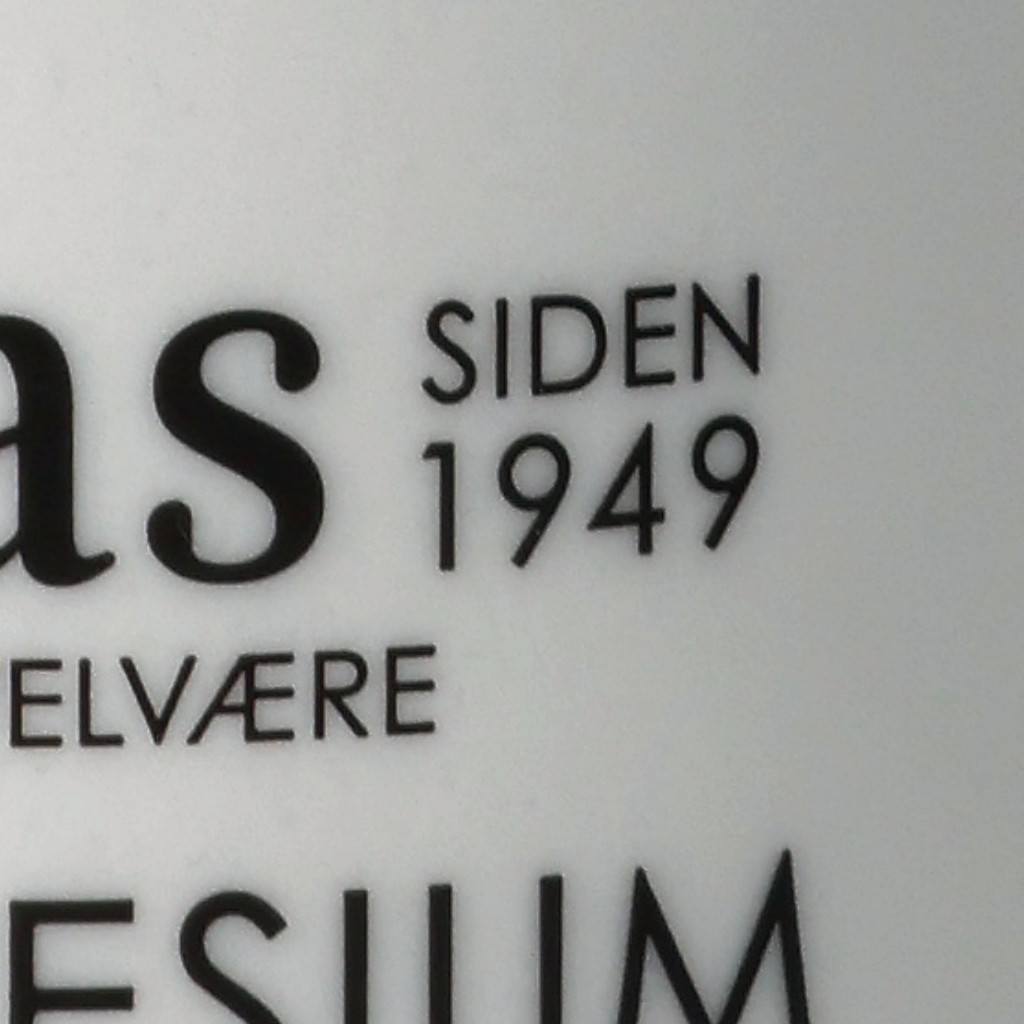 as SIDEN
1949
ELVÆRE
ESIUM